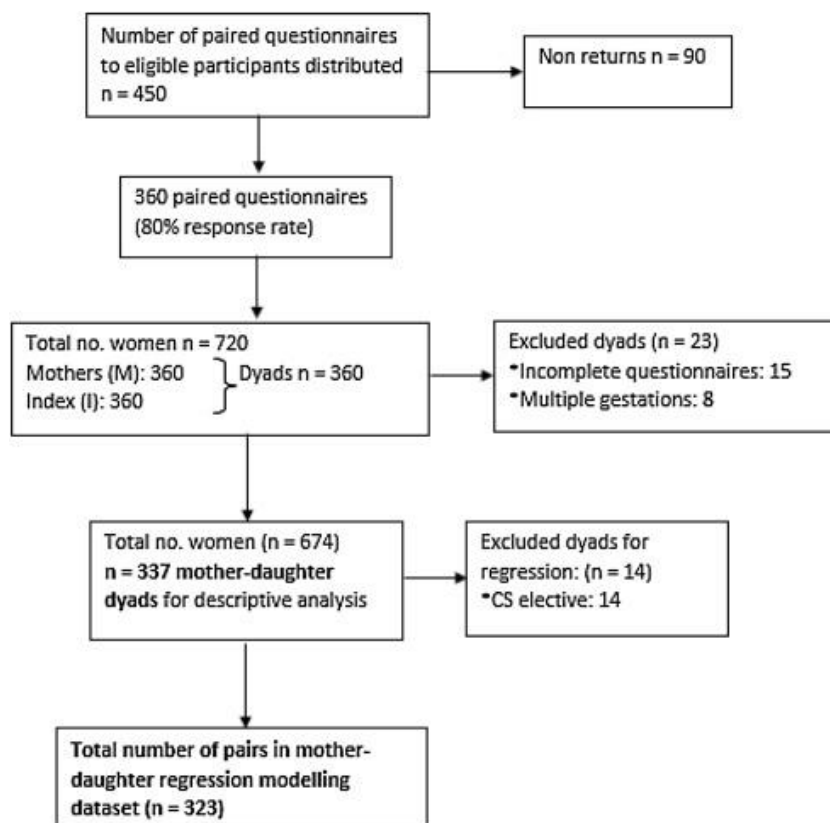 Number of paired questionnaires
to eligible participants distributed
n = 450
Non returns n = 90
360 paired questionnaires
(80% response rate)
Total no. women n = 720
Mothers (M): 360
Index (I): 360
Dyads n = 360
Excluded dyads (n = 23)
*Incomplete questionnaires: 15
*Multiple gestations: 8
Total no. women (n = 674)
n = 337 mother-daughter
dyads for descriptive analysis
Excluded dyads for
regression: (n = 14)
*CS elective: 14
Total number of pairs in mother-
daughter regression modelling
dataset (n = 323)